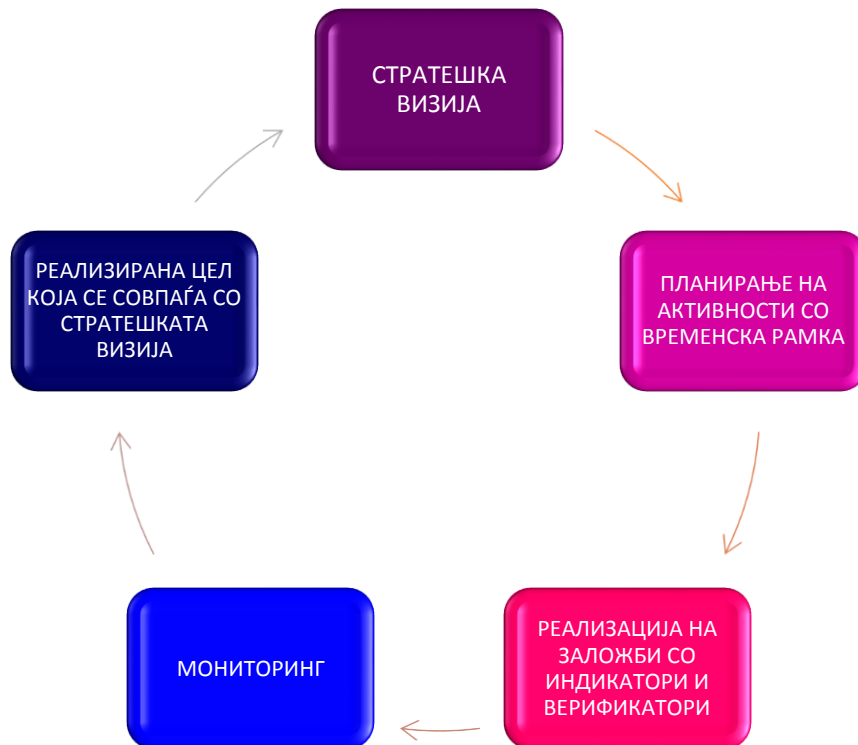 СТРАТЕШКА
ВИЗИЈА
ПЛАНИРАЊЕ НА
АКТИВНОСТИ СО
ВРЕМЕНСКА РАМКА
РЕАЛИЗАЦИЈА НА
ЗАЛОЖБИ СО
ИНДИКАТОРИ И
ВЕРИФИКАТОРИ
МОНИТОРИНГ
РЕАЛИЗИРАНА ЦЕЛ
КОЈА СЕ СОВПАЃА СО
СТРАТЕШКАТА
ВИЗИЈА